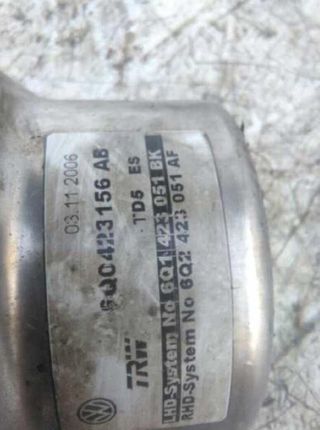 03.11.2006
6Q0423156 AB
TD5 ES
TRW
LHD-System No 6Q1 423 051 BK
RHD-System No 6Q2 423 051 AF